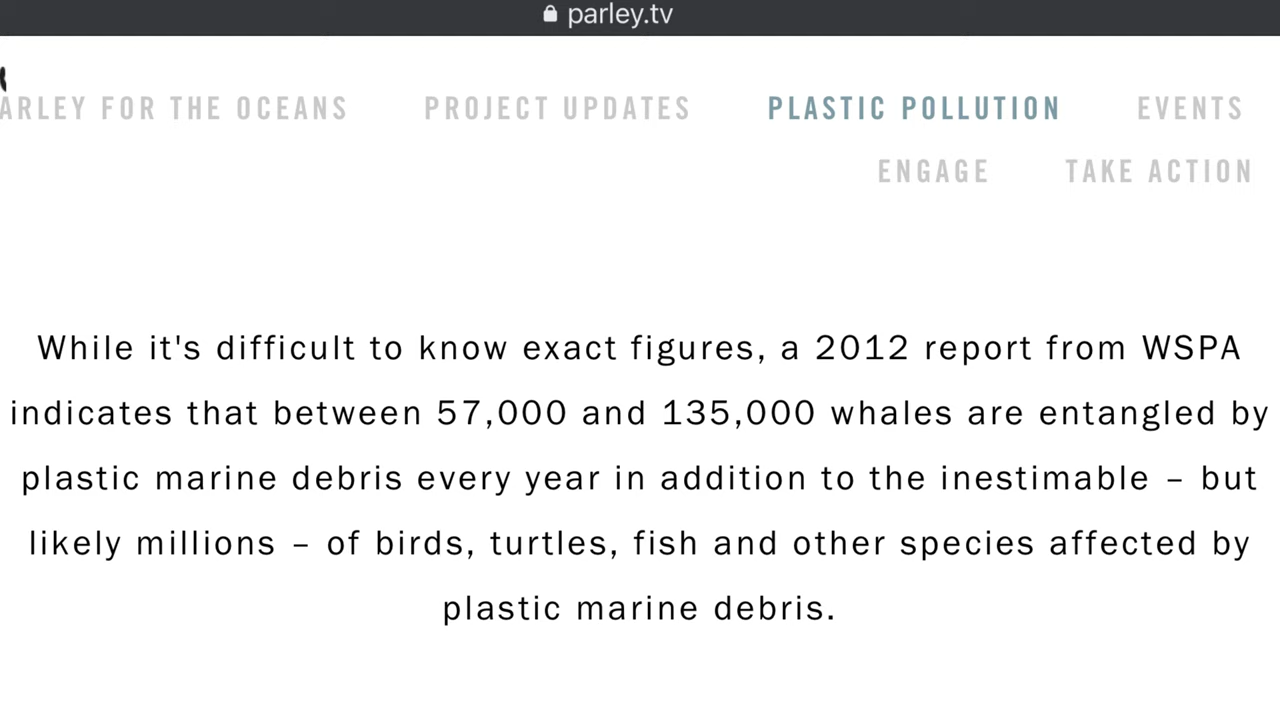 parley.tv
ARLEY FOR THE OCEANS PROJECT UPDATES PLASTIC POLLUTION EVENTS
ENGAGE TAKE ACTION
While it's difficult to know exact figures, a 2012 report from WSPA
indicates that between 57,000 and 135,000 whales are entangled by
plastic marine debris every year in addition to the inestimable – but
likely millions – of birds, turtles, fish and other species affected by
plastic marine debris.